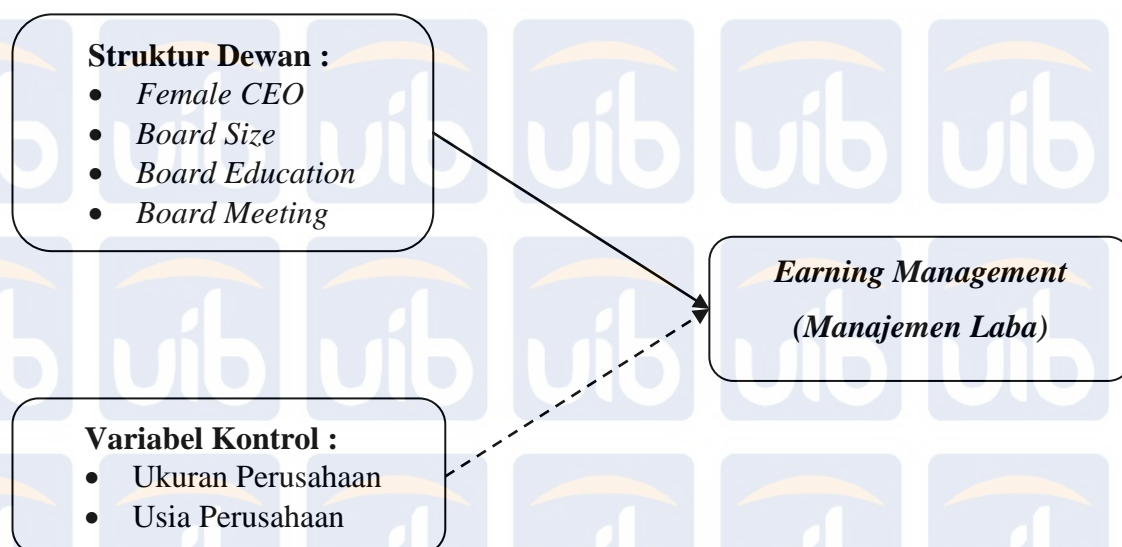 Struktur Dewan :
• Female CEO
• Board Size
• Board Education
• Board Meeting
Earning Management
(Manajemen Laba)
Variabel Kontrol :
• Ukuran Perusahaan
• Usia Perusahaan
uib